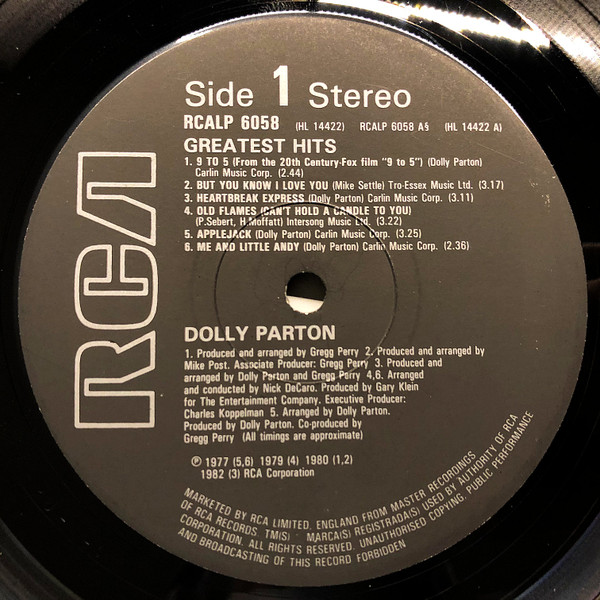 Side 1 Stereo
RCALP 6058 (HL 14422) RCALP 6058 A§ (HL 14422 A)
GREATEST HITS
1. 9 TO 5 (From the 20th Century-Fox film "9 to 5") (Dolly Parton)
Carlin Music Corp. (2.44)
2. BUT YOU KNOW I LOVE YOU (Mike Settle) Tro-Essex Music Ltd. (3.17)
3. HEARTBREAK EXPRESS (Dolly Parton) Carlin Music Corp. (3.11)
4. OLD FLAMES (CAN'T HOLD A CANDLE TO YOU)
(P.Sebert, H.Moffatt) Intersong Music Ltd. (3.22)
5. APPLEJACK (Dolly Parton) Carlin Music Corp. (3.25)
6. ME AND LITTLE ANDY (Dolly Parton) Carlin Music Corp. (2.36)
RCA
DOLLY PARTON
1. Produced and arranged by Gregg Perry 2. Produced and arranged by
Mike Post. Associate Producer: Gregg Perry 3. Produced and
arranged by Dolly Parton and Gregg Perry 4,6. Arranged
and conducted by Nick DeCaro. Produced by Gary Klein
for The Entertainment Company. Executive Producer:
Charles Koppelman 5. Arranged by Dolly Parton.
Produced by Dolly Parton. Co-produced by
Gregg Perry (All timings are approximate)
℗ 1977 (5,6) 1979 (4) 1980 (1,2)
1982 (3) RCA Corporation
MARKETED BY RCA LIMITED, ENGLAND FROM MASTER RECORDINGS
OF RCA RECORDS. TM(S) ® MARCA(S) REGISTRADA(S) USED BY AUTHORITY OF RCA
CORPORATION. ALL RIGHTS RESERVED. UNAUTHORISED COPYING, PUBLIC PERFORMANCE
AND BROADCASTING OF THIS RECORD FORBIDDEN